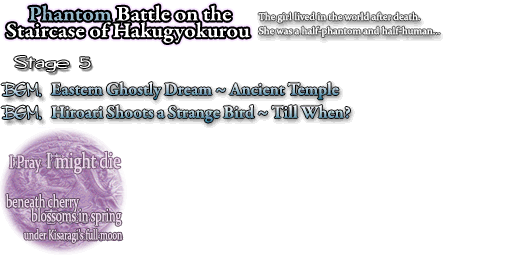 Phantom Battle on the
Staircase of Hakugyokurou
The girl lived in the world after death.
She was a half-phantom and half-human...
Stage 5
BGM. Eastern Ghostly Dream ~ Ancient Temple
BGM. Hiroari Shoots a Strange Bird ~ Till When?
I Pray I might die
beneath cherry
blossoms in spring
under Kisaragi's full moon